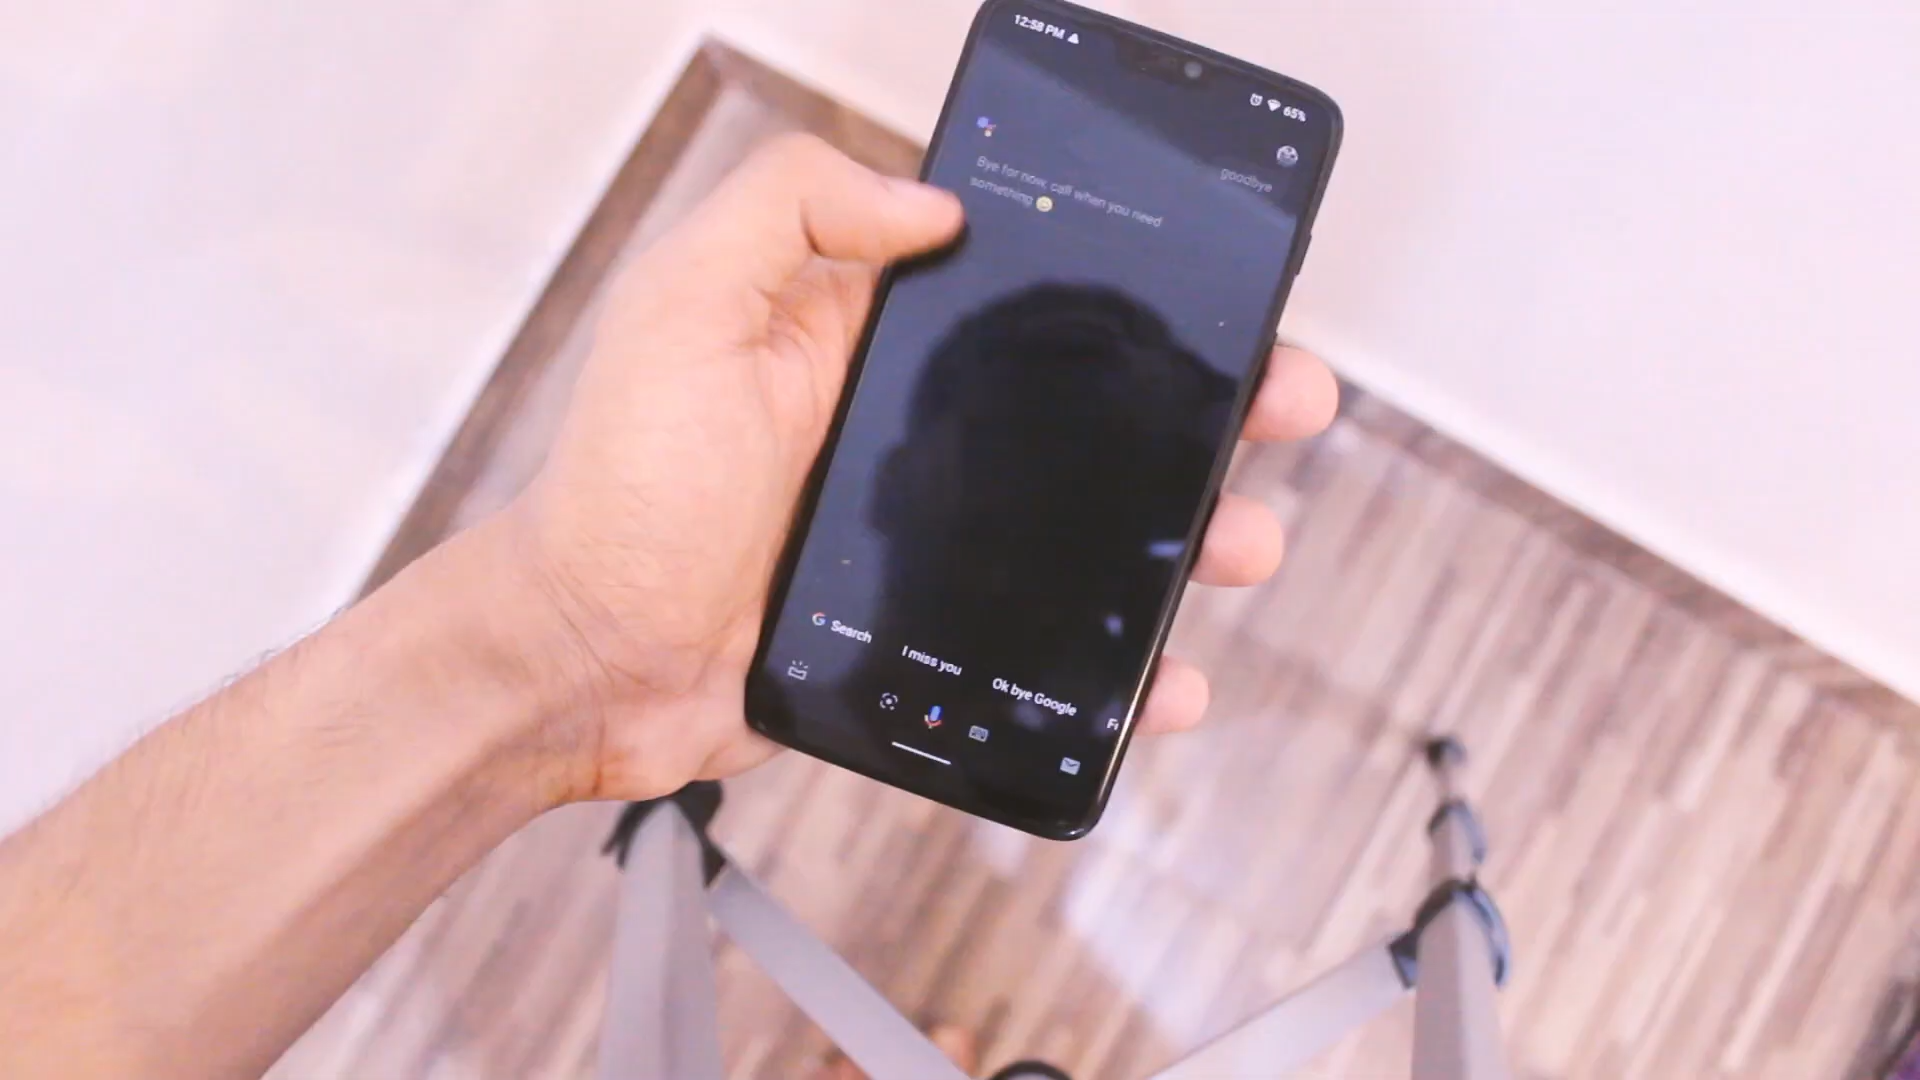 12:58 PM
65%
goodbye
Bye for now, call when you need
something 😊
Search
I miss you
Ok bye Google